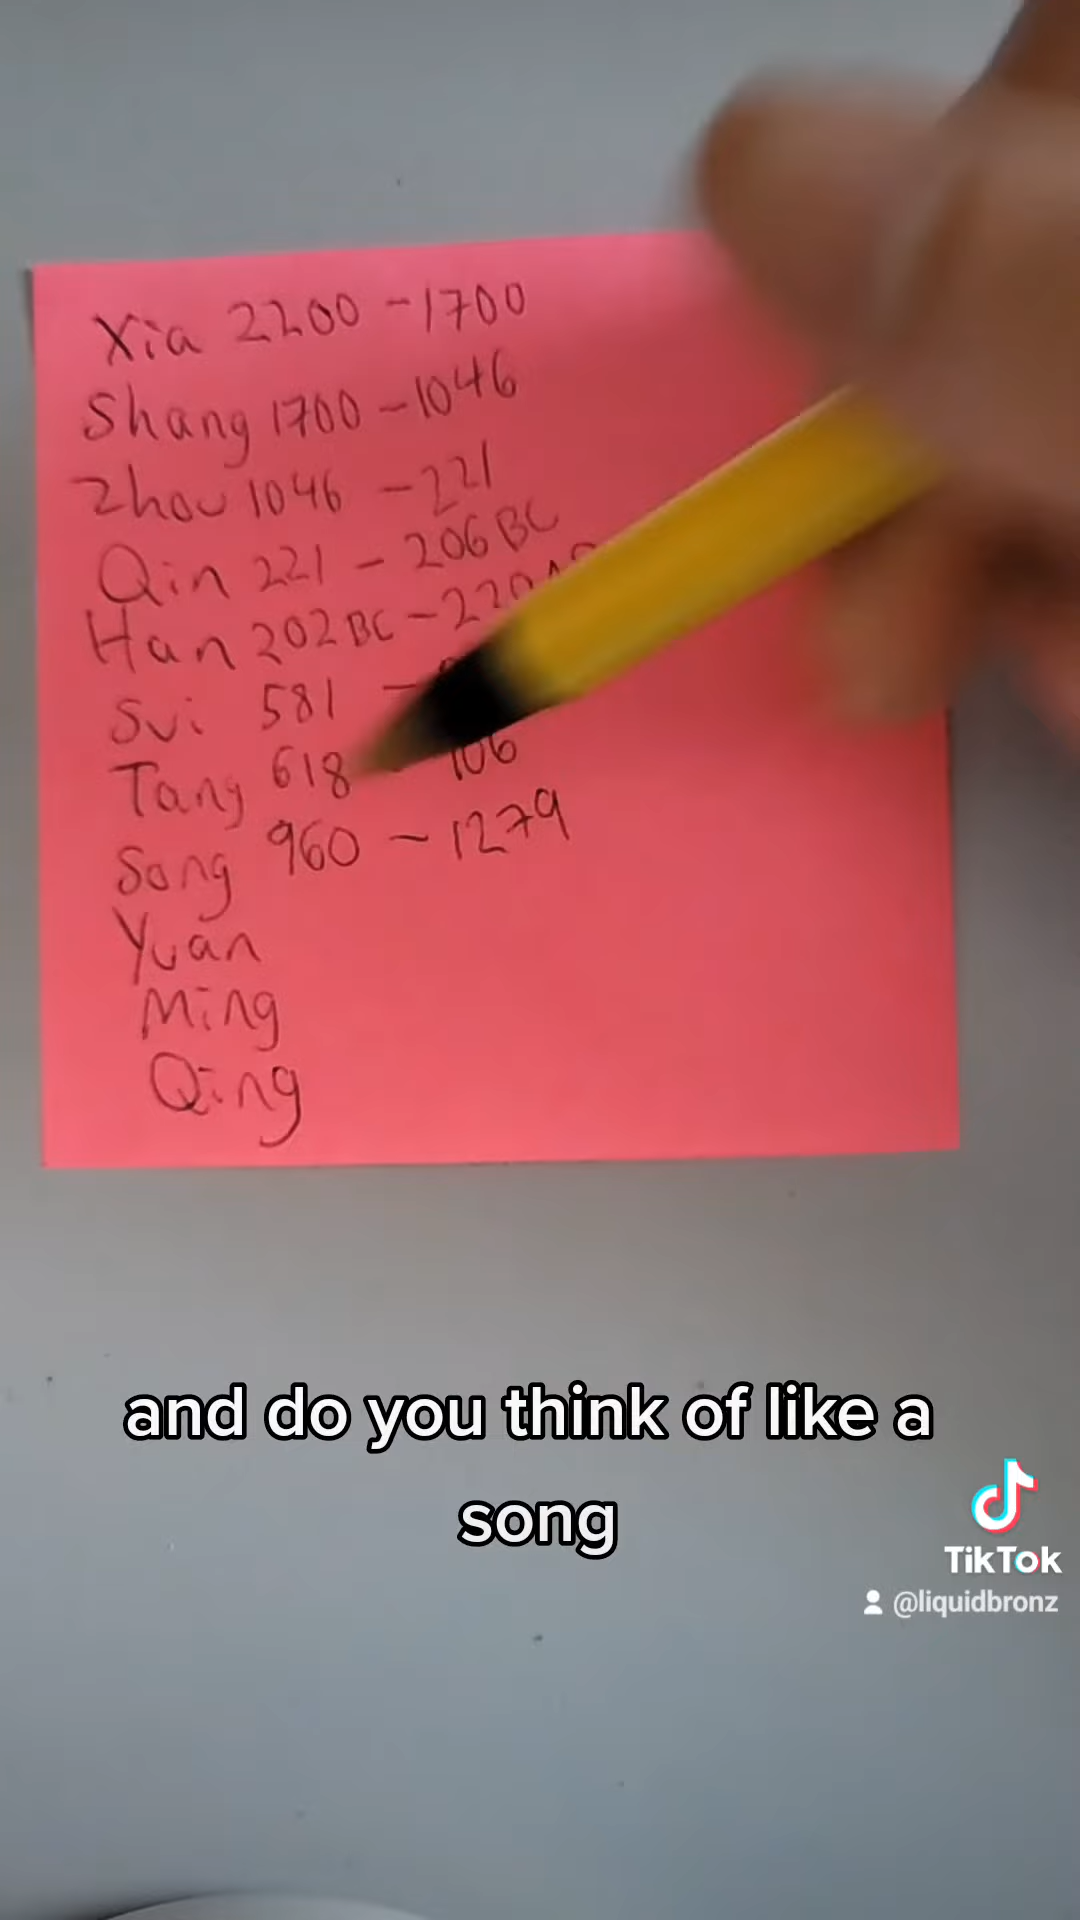 Xia 2200 - 1700
Shang 1700 - 1046
Zhou 1046 - 221
Qin 221 - 206 BC
Han 202 BC - 220
Sui 581 -
Tang 618 -
Song 960 - 1279
Yuan
Ming
Qing
and do you think of like a
song
TikTok
@liquidbronz